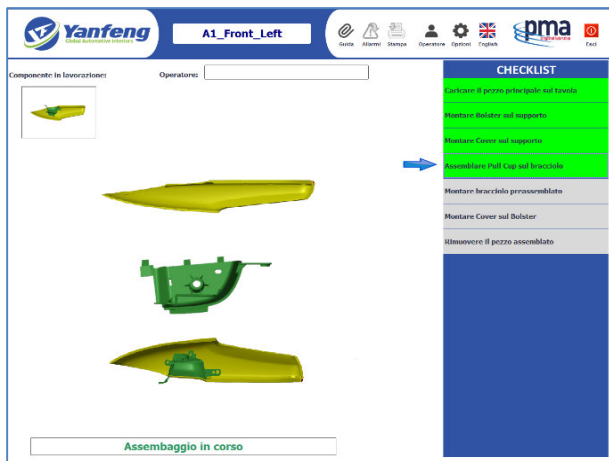 Yanfeng
Global Automotive Interiors
A1_Front_Left
Guida
Allarmi
Stampa
Operatore
Opzioni
English
pma
Esci
Componente in lavorazione:
Operatore:
CHECKLIST
Caricare il pezzo principale sul tavola
Montare Bolster sul supporto
Montare Cover sul supporto
Assemblare Pull Cup sul bracciolo
Montare bracciolo preassemblato
Montare Cover sul Bolster
Rimuovere il pezzo assemblato
Assembaggio in corso